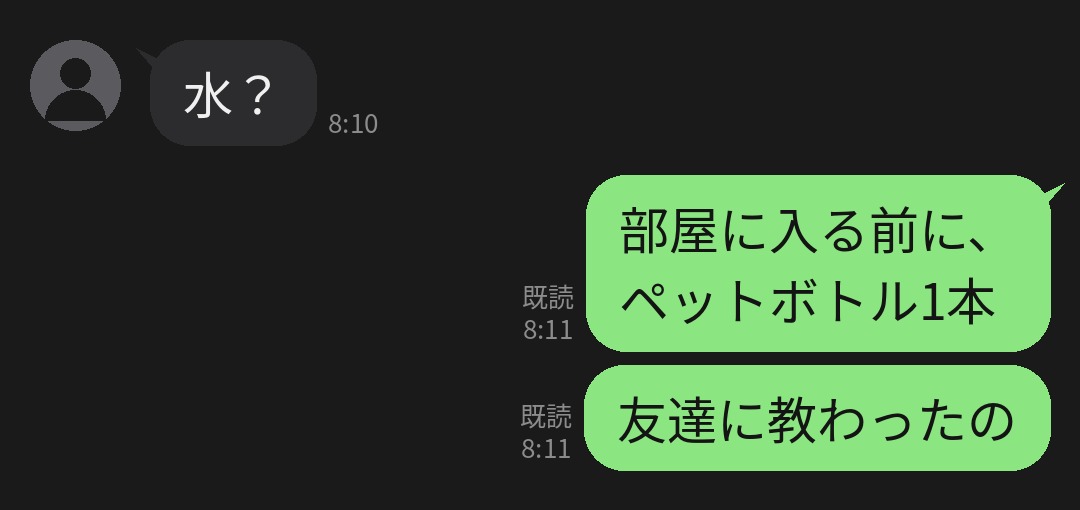 水？
8:10
部屋に入る前に、
ペットボトル1本
既読
8:11
友達に教わったの
既読
8:11